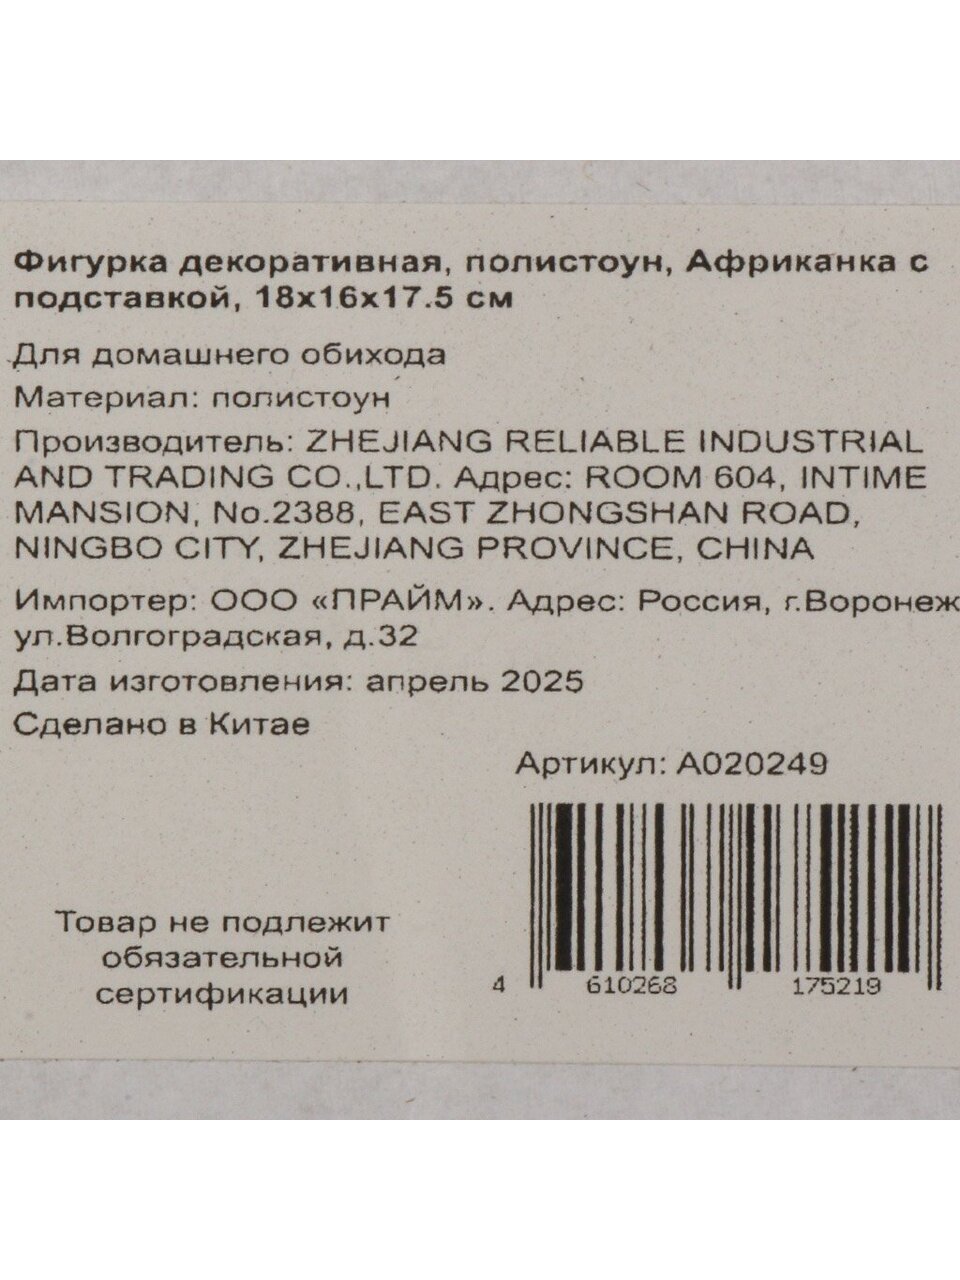 Фигурка декоративная, полистоун, Африканка с
подставкой, 18х16х17.5 см
Для домашнего обихода
Материал: полистоун
Производитель: ZHEJIANG RELIABLE INDUSTRIAL
AND TRADING CO.,LTD. Адрес: ROOM 604, INTIME
MANSION, No.2388, EAST ZHONGSHAN ROAD,
NINGBO CITY, ZHEJIANG PROVINCE, CHINA
Импортер: ООО «ПРАЙМ». Адрес: Россия, г.Воронеж
ул.Волгоградская, д.32
Дата изготовления: апрель 2025
Сделано в Китае
Артикул: А020249
Товар не подлежит
обязательной
сертификации
4 610268 175219